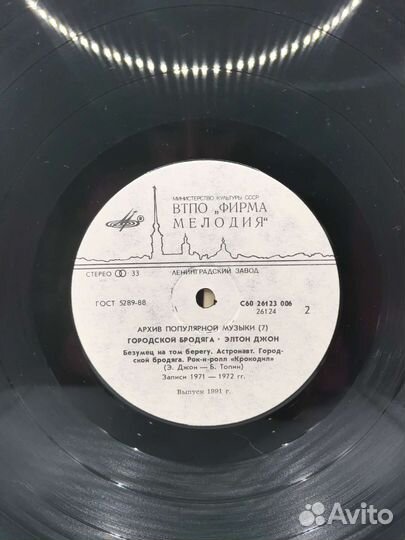 МИНИСТЕРСТВО КУЛЬТУРЫ СССР
ВТПО „ФИРМА
МЕЛОДИЯ“
СТЕРЕО 33
ЛЕНИНГРАДСКИЙ ЗАВОД
ГОСТ 5289-88
С60 26123 006
26124
2
АРХИВ ПОПУЛЯРНОЙ МУЗЫКИ (7)
ГОРОДСКОЙ БРОДЯГА · ЭЛТОН ДЖОН
Безумец на том берегу. Астронавт. Город-
ской бродяга. Рок-н-ролл «Крокодил»
(Э. Джон — Б. Топин)
Записи 1971 — 1972 гг.
Выпуск 1991 г.
Avito